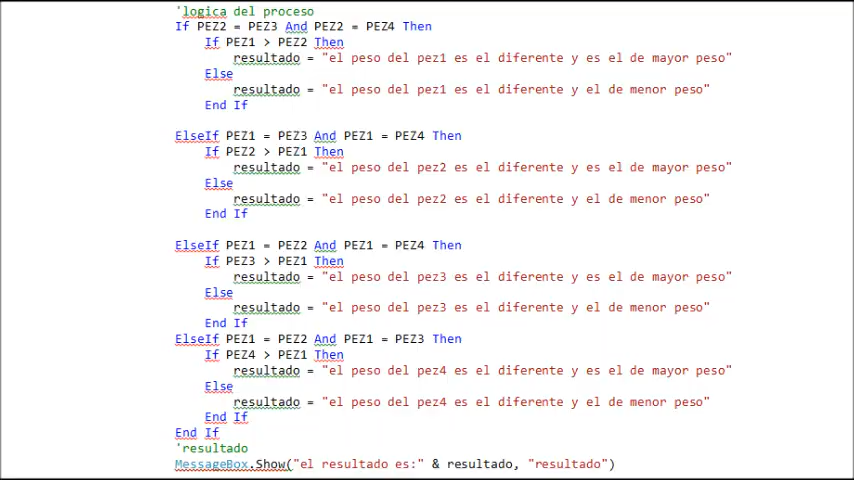 'logica del proceso
If PEZ2 = PEZ3 And PEZ2 = PEZ4 Then
If PEZ1 > PEZ2 Then
resultado = "el peso del pez1 es el diferente y es el de mayor peso"
Else
resultado = "el peso del pez1 es el diferente y el de menor peso"
End If
ElseIf PEZ1 = PEZ3 And PEZ1 = PEZ4 Then
If PEZ2 > PEZ1 Then
resultado = "el peso del pez2 es el diferente y es el de mayor peso"
Else
resultado = "el peso del pez2 es el diferente y el de menor peso"
End If
ElseIf PEZ1 = PEZ2 And PEZ1 = PEZ4 Then
If PEZ3 > PEZ1 Then
resultado = "el peso del pez3 es el diferente y es el de mayor peso"
Else
resultado = "el peso del pez3 es el diferente y el de menor peso"
End If
ElseIf PEZ1 = PEZ2 And PEZ1 = PEZ3 Then
If PEZ4 > PEZ1 Then
resultado = "el peso del pez4 es el diferente y es el de mayor peso"
Else
resultado = "el peso del pez4 es el diferente y el de menor peso"
End If
End If
'resultado
MessageBox.Show("el resultado es:" & resultado, "resultado")